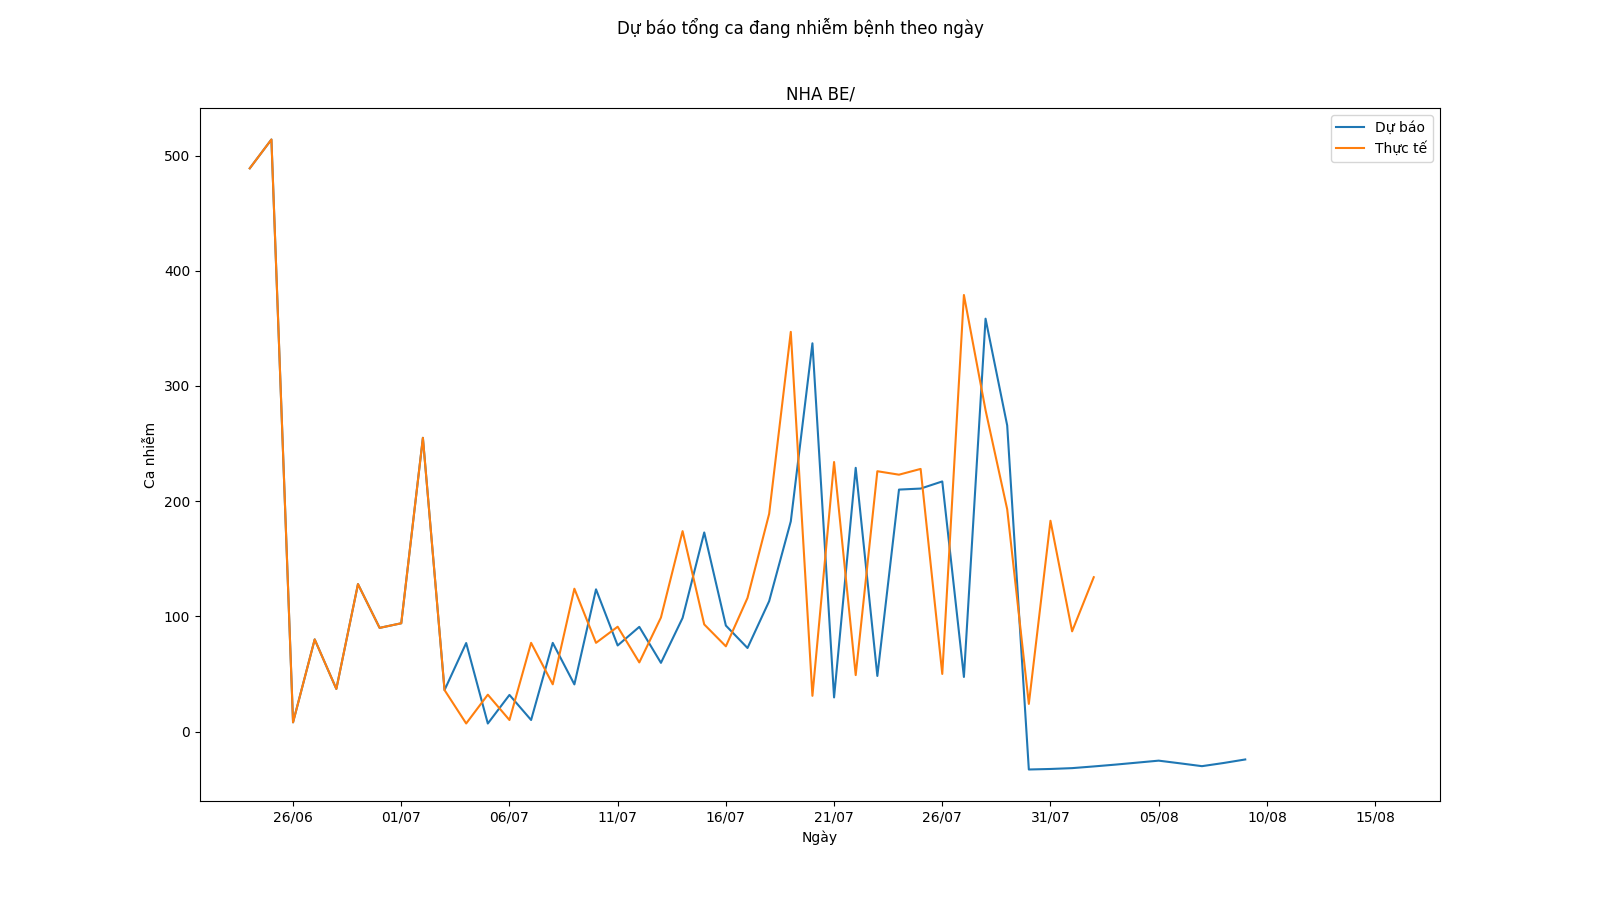 Dự báo tổng ca đang nhiễm bệnh theo ngày
NHA BE/
Dự báo
Thực tế
500
400
300
200
100
0
Ca nhiễm
26/06 01/07 06/07 11/07 16/07 21/07 26/07 31/07 05/08 10/08 15/08
Ngày